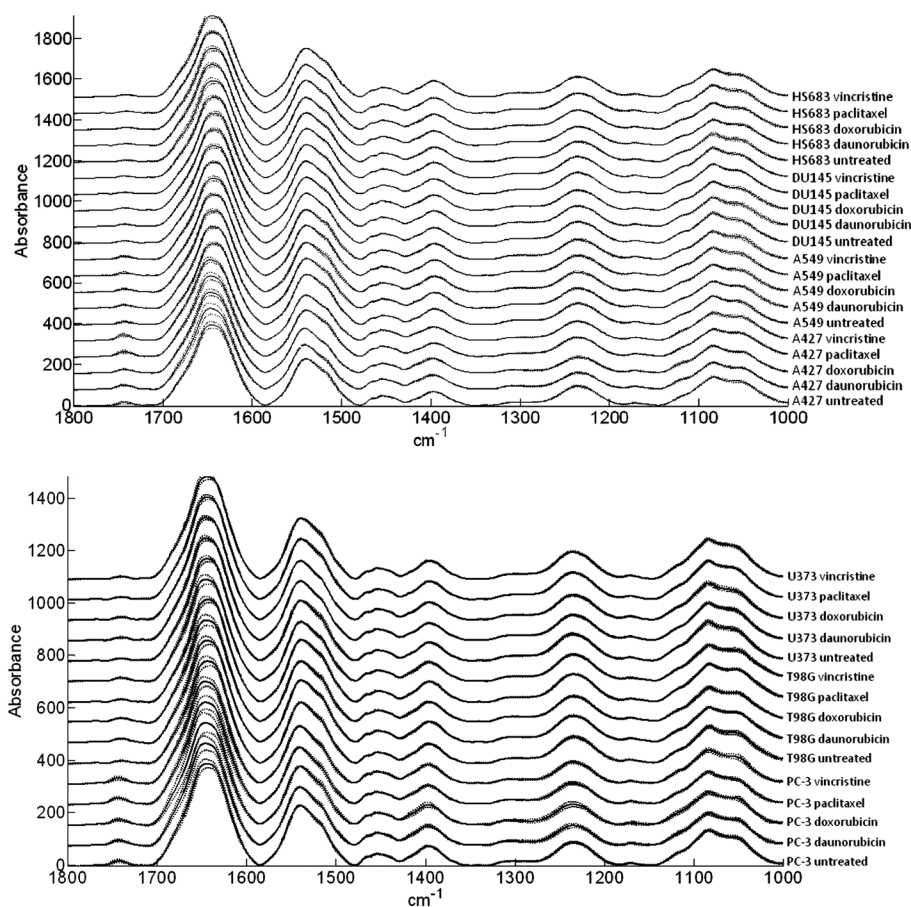 Absorbance
1800
1600
1400
1200
1000
800
600
400
200
0
HS683 vincristine
HS683 paclitaxel
HS683 doxorubicin
HS683 daunorubicin
HS683 untreated
DU145 vincristine
DU145 paclitaxel
DU145 doxorubicin
DU145 daunorubicin
DU145 untreated
A549 vincristine
A549 paclitaxel
A549 doxorubicin
A549 daunorubicin
A549 untreated
A427 vincristine
A427 paclitaxel
A427 doxorubicin
A427 daunorubicin
A427 untreated
1800 1700 1600 1500 1400 1300 1200 1100 1000
cm-1
Absorbance
1400
1200
1000
800
600
400
200
0
U373 vincristine
U373 paclitaxel
U373 doxorubicin
U373 daunorubicin
U373 untreated
T98G vincristine
T98G paclitaxel
T98G doxorubicin
T98G daunorubicin
T98G untreated
PC-3 vincristine
PC-3 paclitaxel
PC-3 doxorubicin
PC-3 daunorubicin
PC-3 untreated
1800 1700 1600 1500 1400 1300 1200 1100 1000
cm-1